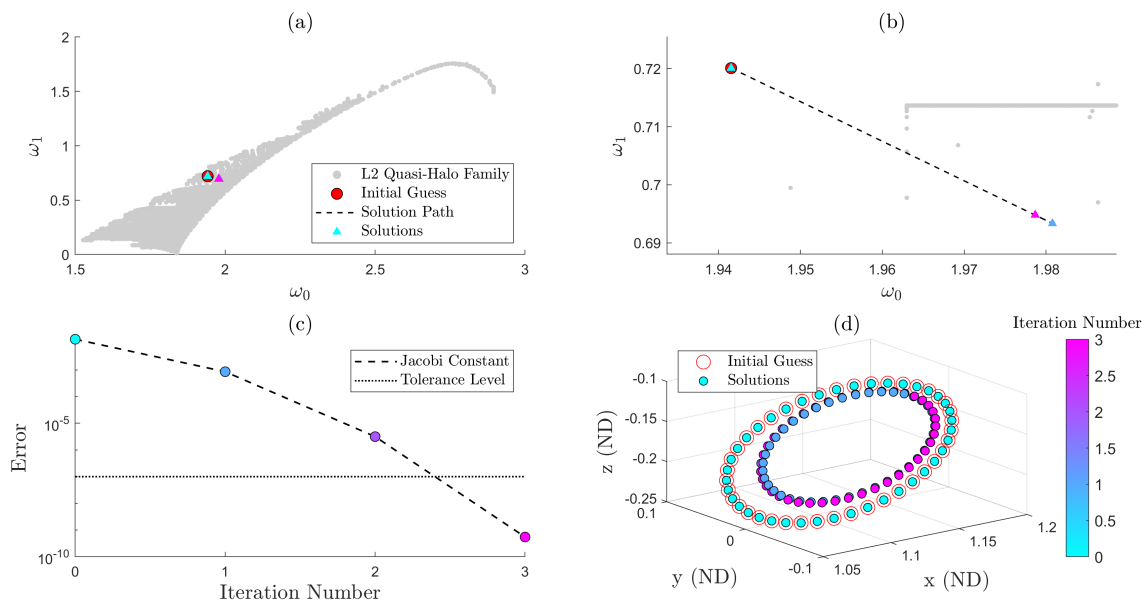 (a)
2
1.5
1
0.5
0
ω₁
1.5
2
2.5
3
ω₀
L2 Quasi-Halo Family
Initial Guess
Solution Path
Solutions
(b)
0.72
0.71
0.7
0.69
ω₁
1.94
1.95
1.96
1.97
1.98
ω₀
(c)
10⁻⁵
10⁻¹⁰
Error
0
1
2
3
Iteration Number
Jacobi Constant
Tolerance Level
(d)
Initial Guess
Solutions
-0.1
-0.15
-0.2
-0.25
z (ND)
0.1
0
-0.1
y (ND)
1.05
1.1
1.15
1.2
x (ND)
Iteration Number
3
2.5
2
1.5
1
0.5
0